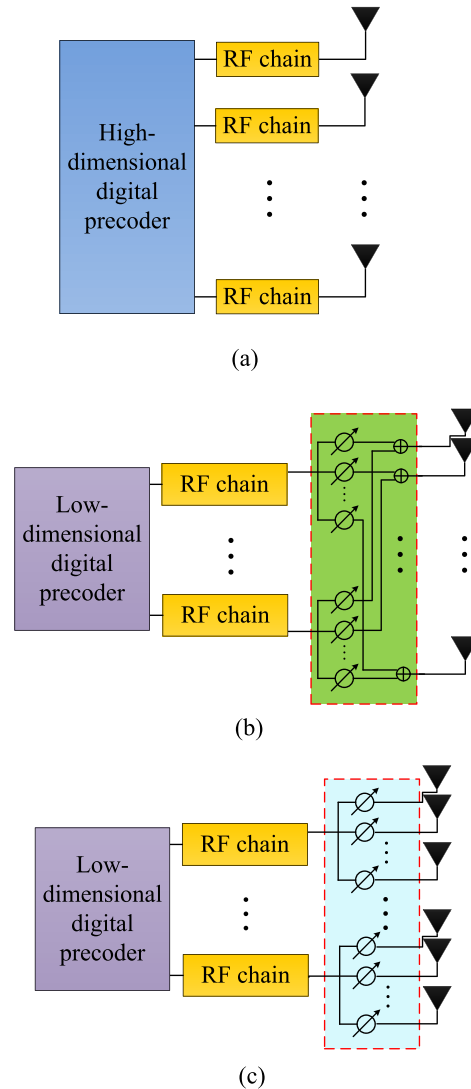 RF chain
High-
dimensional
digital
precoder
RF chain
RF chain
(a)
Low-
dimensional
digital
precoder
RF chain
RF chain
(b)
Low-
dimensional
digital
precoder
RF chain
RF chain
(c)